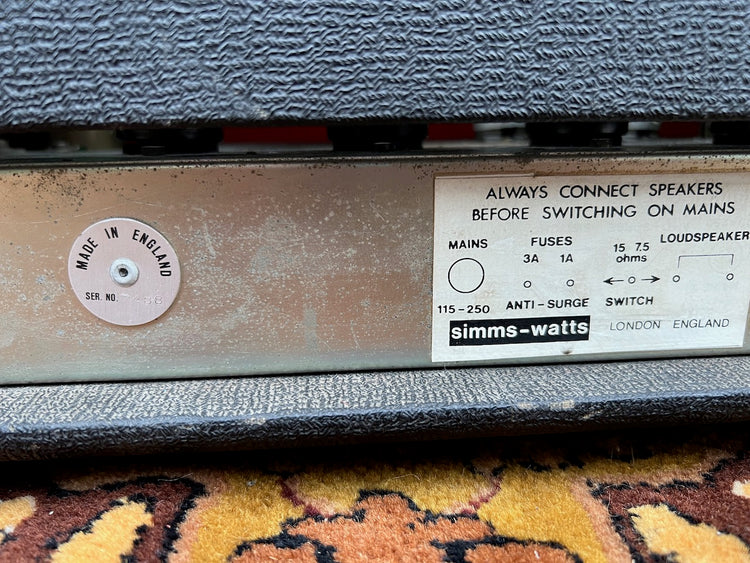 MADE IN ENGLAND
SER. NO.
ALWAYS CONNECT SPEAKERS
BEFORE SWITCHING ON MAINS
MAINS FUSES 15 7.5 LOUDSPEAKER
3A 1A ohms
115-250 ANTI-SURGE SWITCH
simms-watts LONDON ENGLAND